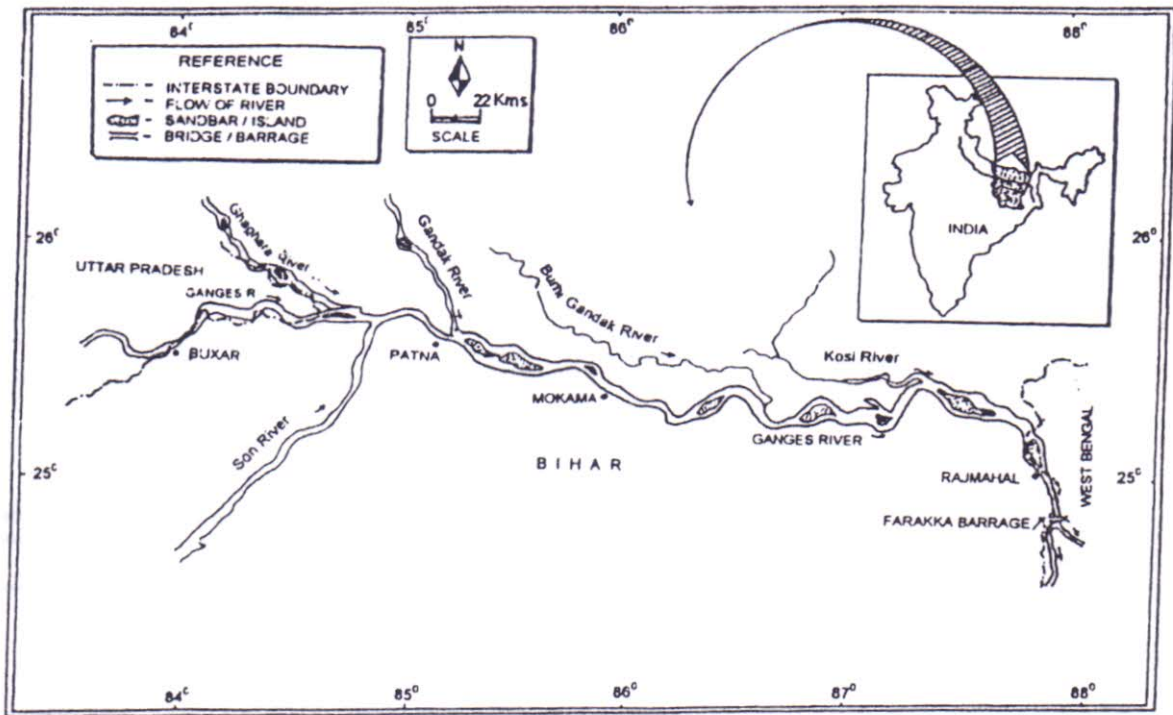 84° 85° 86° 88°
REFERENCE
INTERSTATE BOUNDARY
FLOW OF RIVER
SANDBAR / ISLAND
BRIDGE / BARRAGE
N
0 22 Kms
SCALE
INDIA
26° 26°
Ghaghara River
Gandak River
UTTAR PRADESH
GANGES R
Burhi Gandak River
BUXAR
PATNA
Kosi River
MOKAMA
GANGES RIVER
Son River
BIHAR
WEST BENGAL
25° 25°
RAJMAHAL
FARAKKA BARRAGE
84° 85° 86° 87° 88°